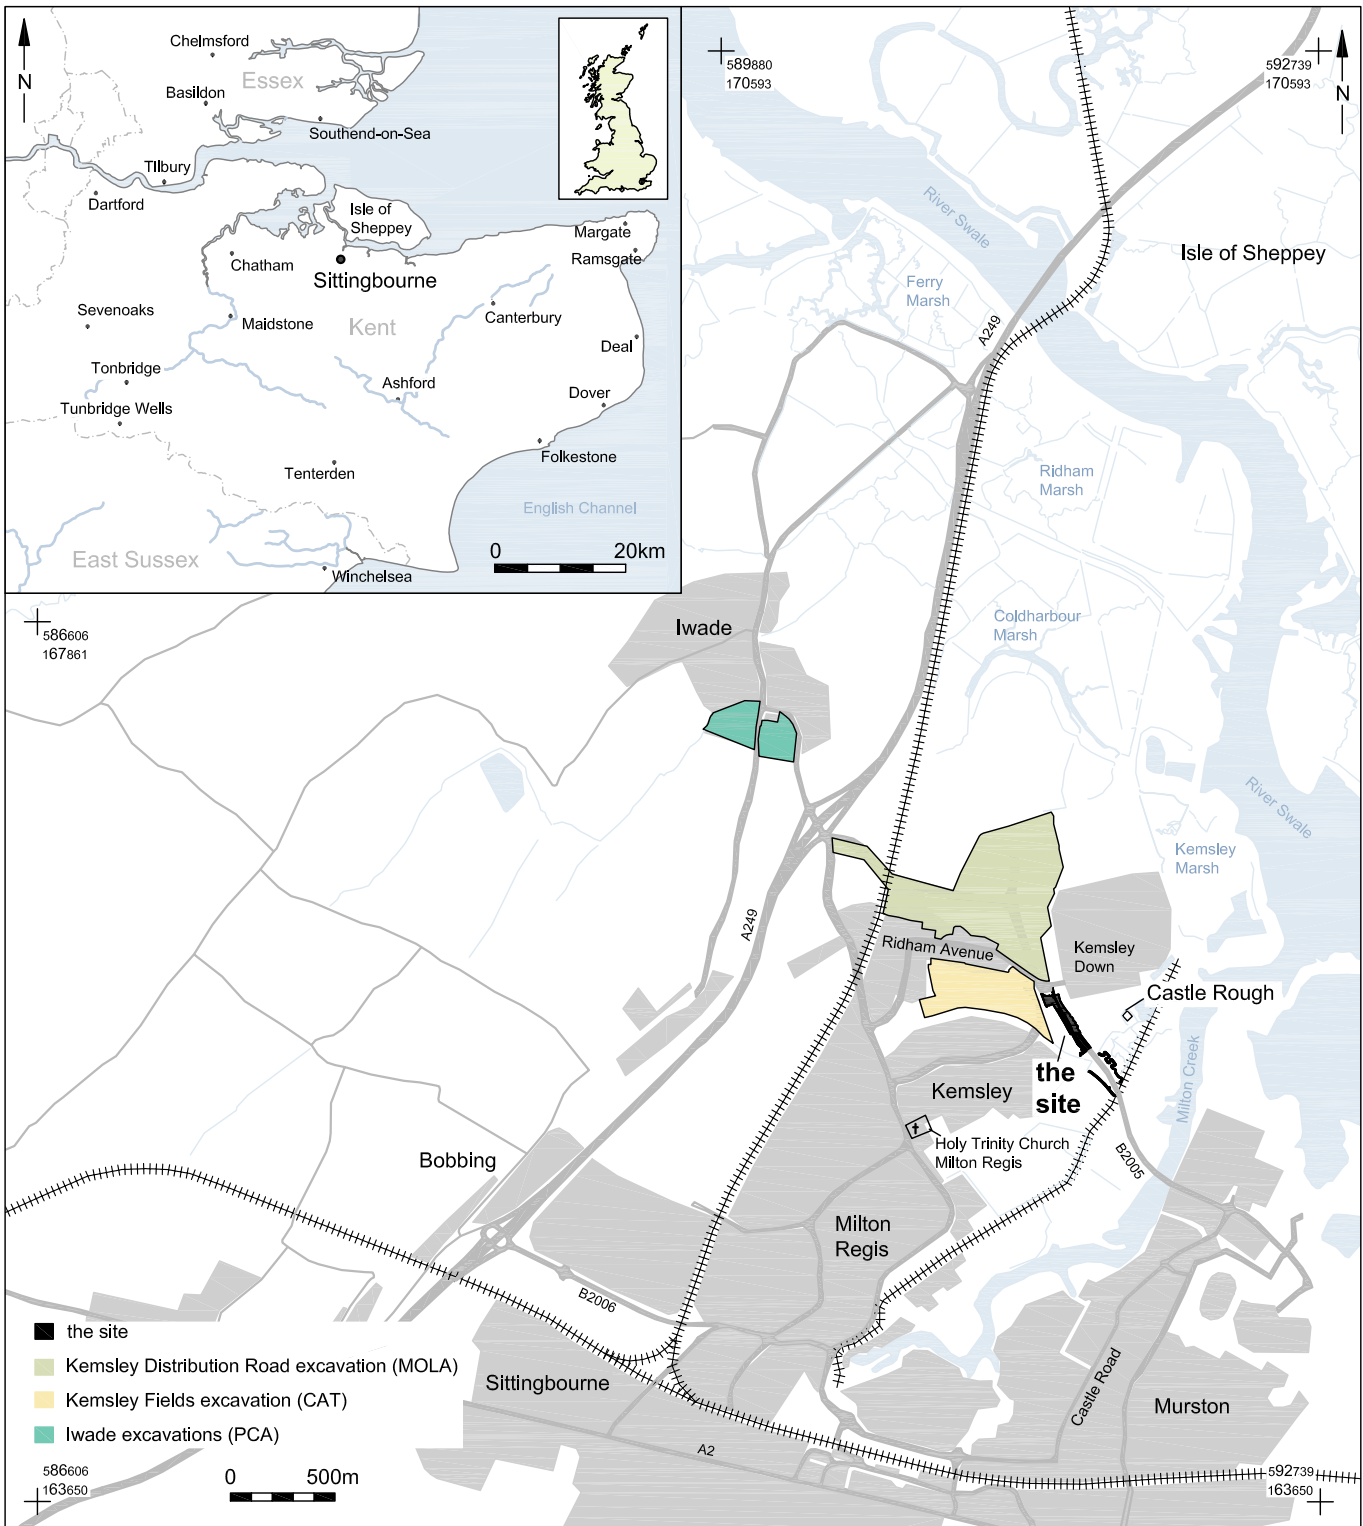 N
Chelmsford
Essex
Basildon
Southend-on-Sea
TIlbury
Dartford
Isle of
Sheppey
Margate
Ramsgate
Chatham
Sittingbourne
Sevenoaks
Maidstone
Kent
Canterbury
Deal
Tonbridge
Ashford
Dover
Tunbridge Wells
Folkestone
Tenterden
English Channel
East Sussex
0 20km
Winchelsea
589880
170593
592739
170593
N
River Swale
Isle of Sheppey
Ferry
Marsh
A249
Ridham
Marsh
586606
167861
Iwade
Coldharbour
Marsh
River Swale
Kemsley
Marsh
A249
Ridham Avenue
Kemsley
Down
Castle Rough
the
site
Kemsley
Milton Creek
Holy Trinity Church
Milton Regis
B2005
Bobbing
Milton
Regis
B2006
the site
Kemsley Distribution Road excavation (MOLA)
Kemsley Fields excavation (CAT)
Iwade excavations (PCA)
Sittingbourne
Castle Road
Murston
A2
586606
163650
0 500m
592739
163650